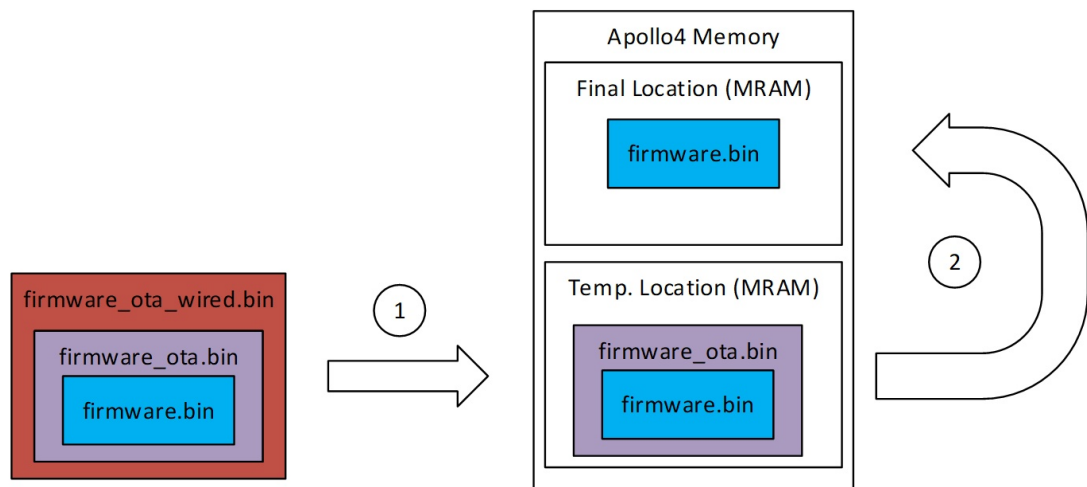 Apollo4 Memory
Final Location (MRAM)
firmware.bin
firmware_ota_wired.bin
firmware_ota.bin
firmware.bin
1
Temp. Location (MRAM)
firmware_ota.bin
firmware.bin
2